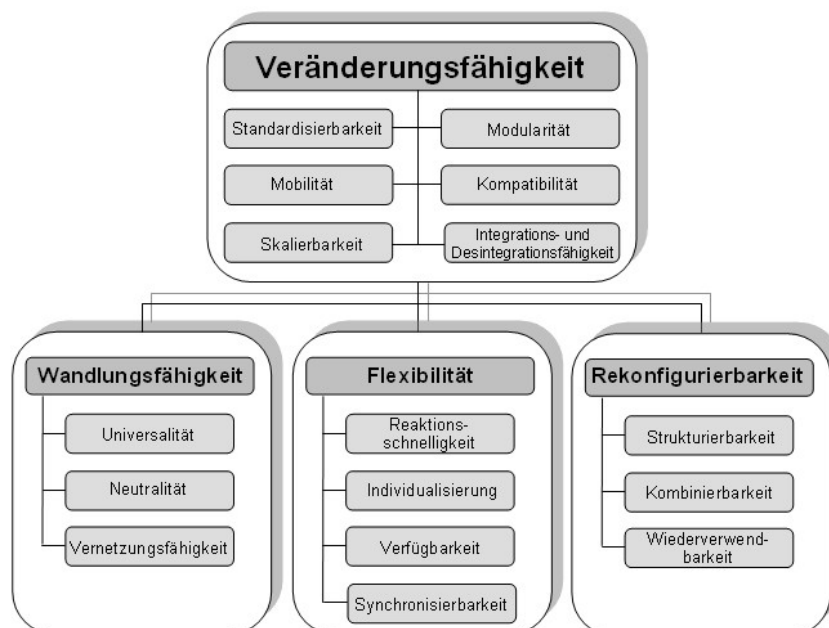 Veränderungsfähigkeit
Standardisierbarkeit
Modularität
Mobilität
Kompatibilität
Skalierbarkeit
Integrations- und
Desintegrationsfähigkeit
Wandlungsfähigkeit
Universalität
Neutralität
Vernetzungsfähigkeit
Flexibilität
Reaktions-
schnelligkeit
Individualisierung
Verfügbarkeit
Synchronisierbarkeit
Rekonfigurierbarkeit
Strukturierbarkeit
Kombinierbarkeit
Wiederverwend-
barkeit